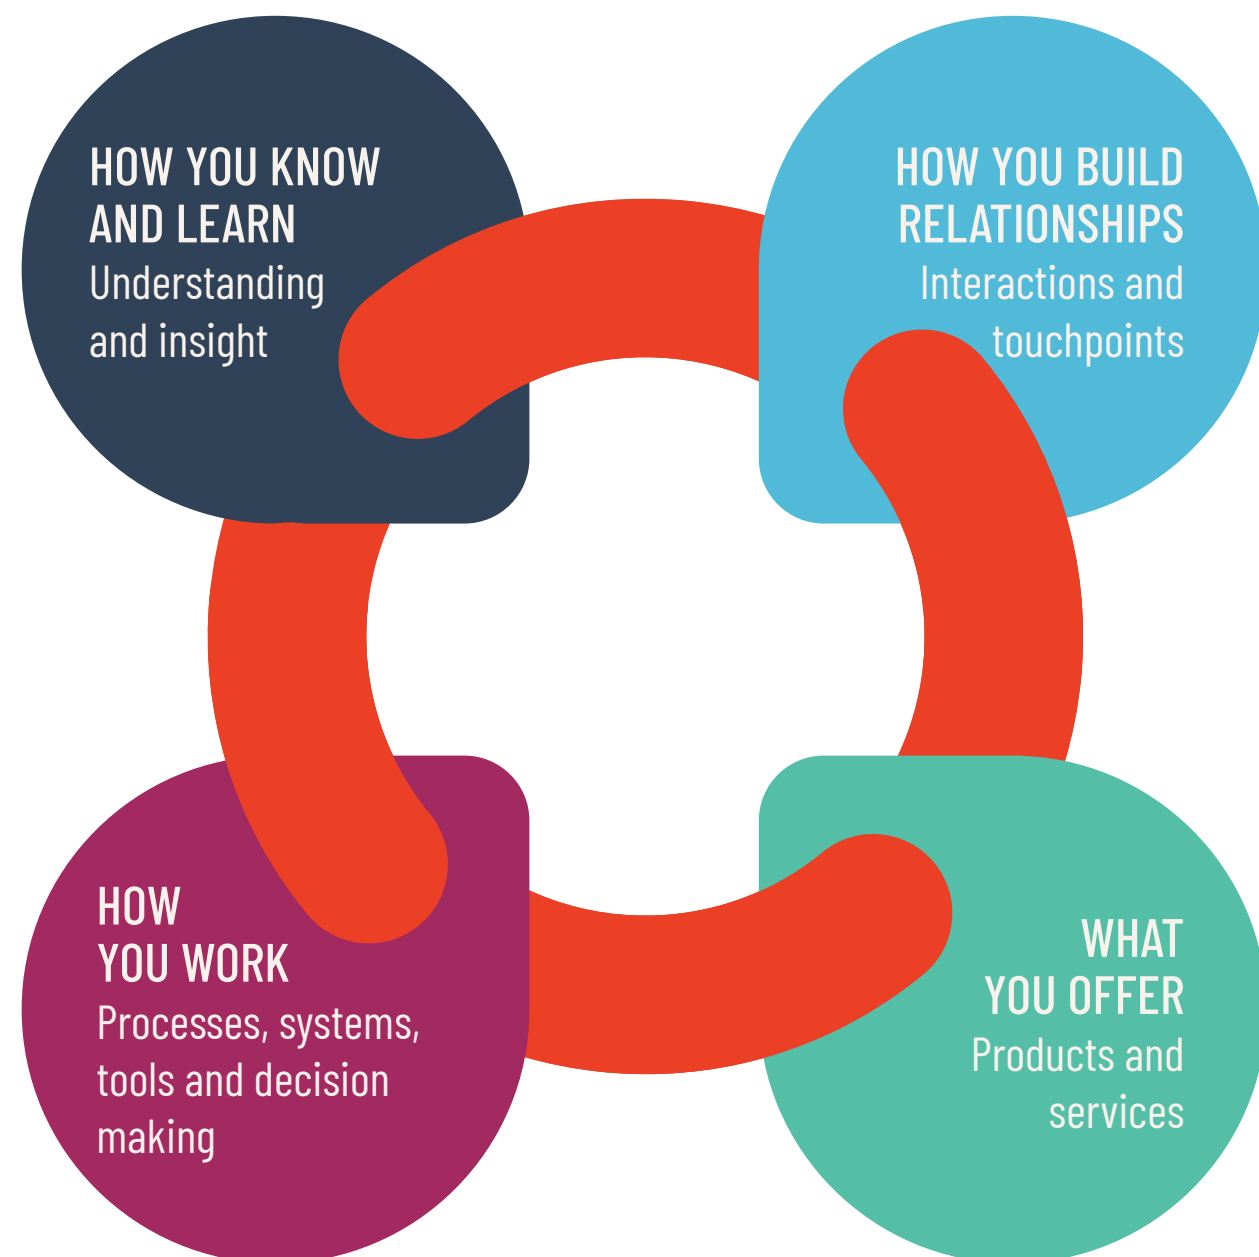 HOW YOU KNOW
AND LEARN
Understanding
and insight
HOW YOU BUILD
RELATIONSHIPS
Interactions and
touchpoints
HOW
YOU WORK
Processes, systems,
tools and decision
making
WHAT
YOU OFFER
Products and
services